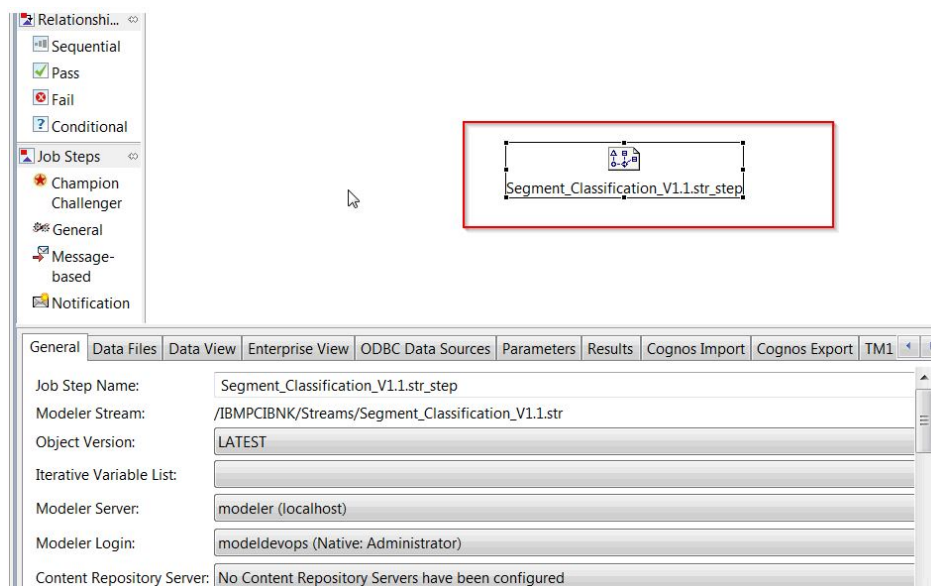 Relationshi...
Sequential
Pass
Fail
Conditional
Job Steps
Champion
Challenger
General
Message-
based
Notification
Segment_Classification_V1.1.str_step
General Data Files Data View Enterprise View ODBC Data Sources Parameters Results Cognos Import Cognos Export TM1
Job Step Name: Segment_Classification_V1.1.str_step
Modeler Stream: /IBMPCIBNK/Streams/Segment_Classification_V1.1.str
Object Version: LATEST
Iterative Variable List:
Modeler Server: modeler (localhost)
Modeler Login: modeldevops (Native: Administrator)
Content Repository Server: No Content Repository Servers have been configured